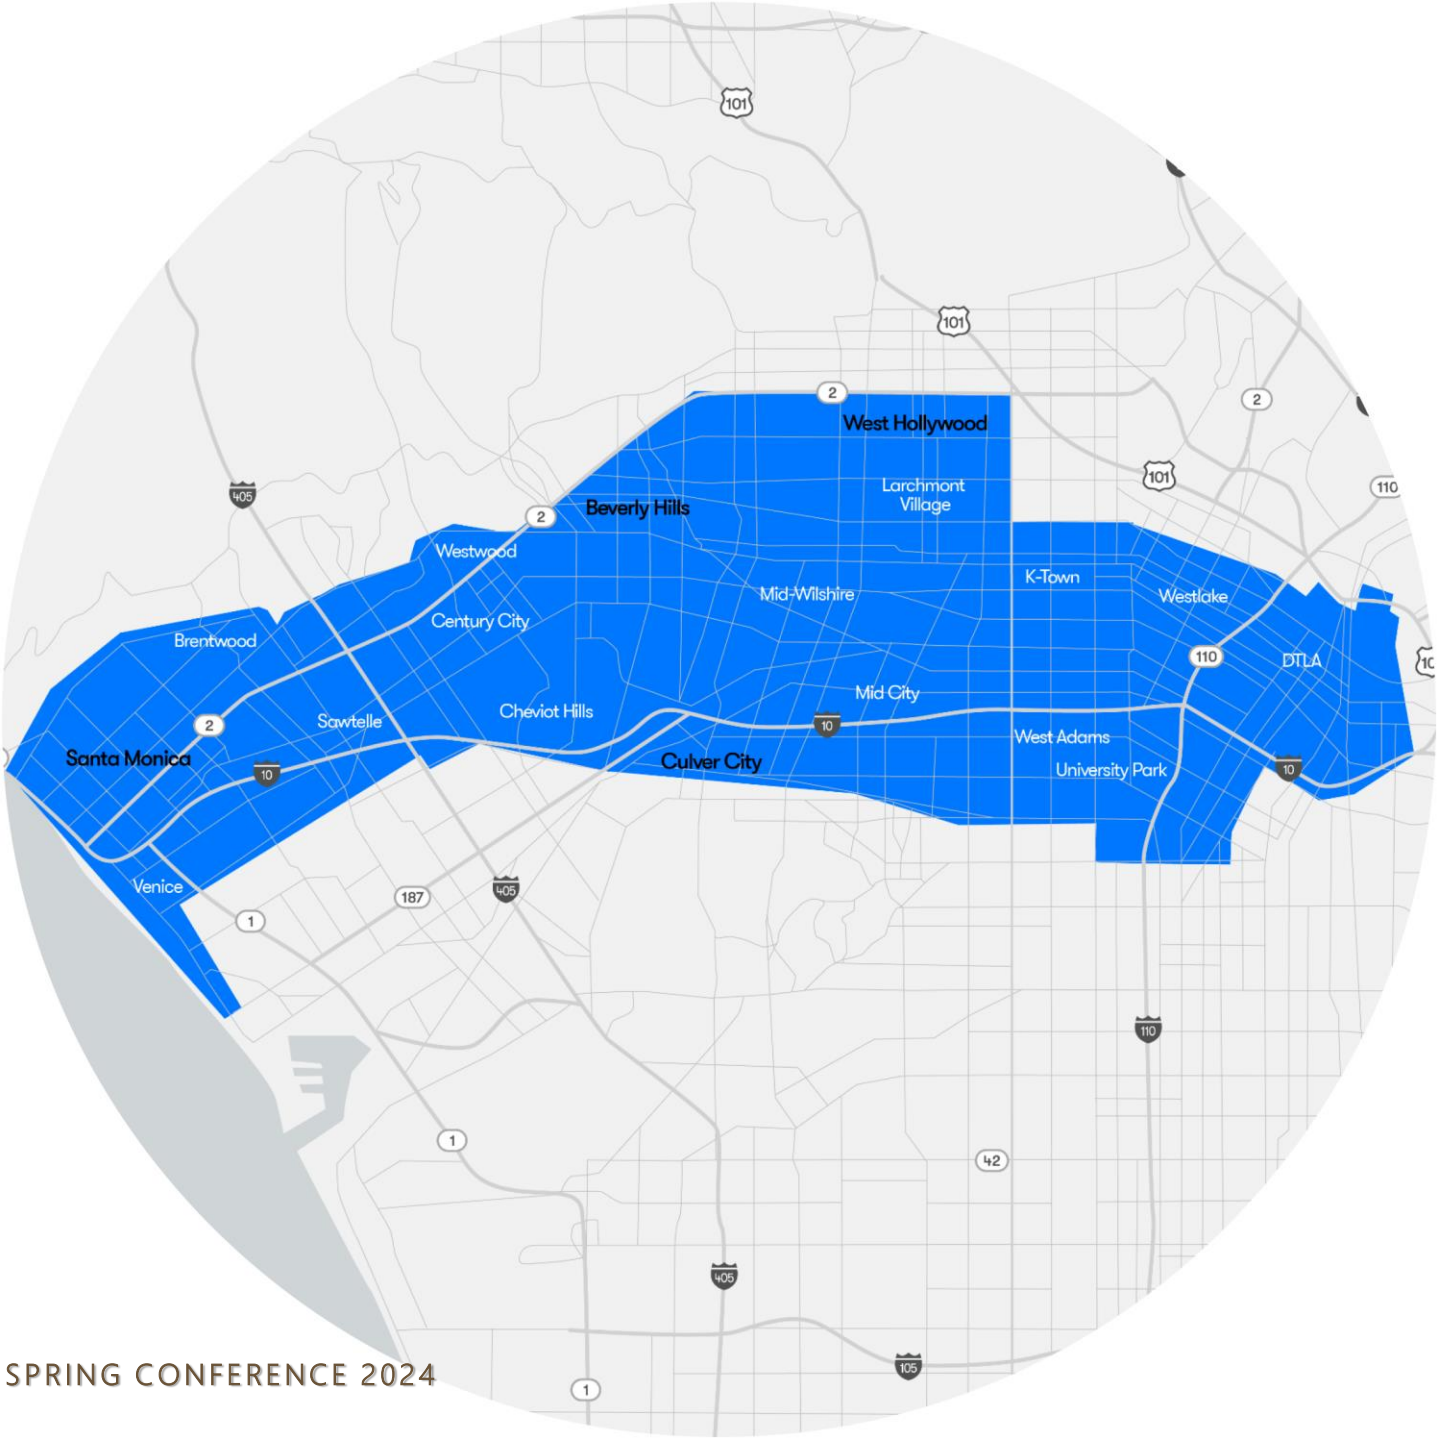 101
101
2
2
West Hollywood
405
101
110
Larchmont
Village
Beverly Hills
2
Westwood
K-Town
Mid-Wilshire
Westlake
Century City
Brentwood
110
DTLA
10
Mid City
Cheviot Hills
Sawtelle
2
10
West Adams
Santa Monica
Culver City
University Park
10
10
Venice
405
187
1
110
1
42
405
105
1
SPRING CONFERENCE 2024